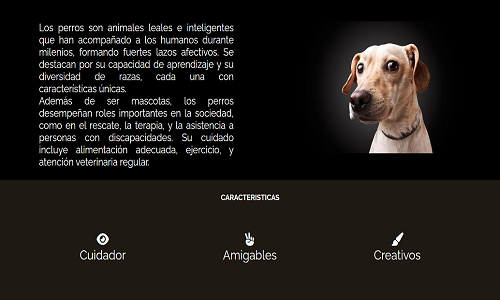 Los perros son animales leales e inteligentes
que han acompañado a los humanos durante
milenios, formando fuertes lazos afectivos. Se
destacan por su capacidad de aprendizaje y su
diversidad de razas, cada una con
características únicas.
Además de ser mascotas, los perros
desempeñan roles importantes en la sociedad,
como en el rescate, la terapia, y la asistencia a
personas con discapacidades. Su cuidado
incluye alimentación adecuada, ejercicio, y
atención veterinaria regular.
CARACTERISTICAS
Cuidador
Amigables
Creativos